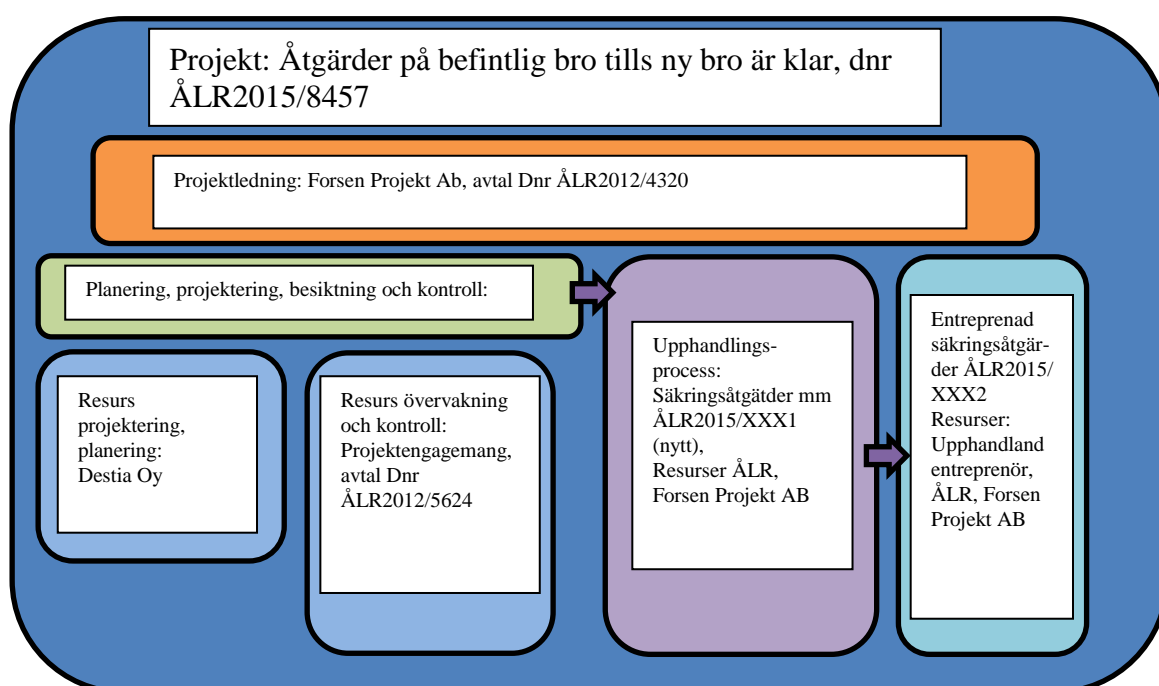 Projekt: Åtgärder på befintlig bro tills ny bro är klar, dnr
ÅLR2015/8457
Projektledning: Forsen Projekt Ab, avtal Dnr ÅLR2012/4320
Planering, projektering, besiktning och kontroll:
Resurs
projektering,
planering:
Destia Oy
Resurs övervakning
och kontroll:
Projektengagemang,
avtal Dnr
ÅLR2012/5624
Upphandlings-
process:
Säkringsåtgätder mm
ÅLR2015/XXX1
(nytt),
Resurser ÅLR,
Forsen Projekt AB
Entreprenad
säkringsåtgär-
der ÅLR2015/
XXX2
Resurser:
Upphandland
entreprenör,
ÅLR, Forsen
Projekt AB